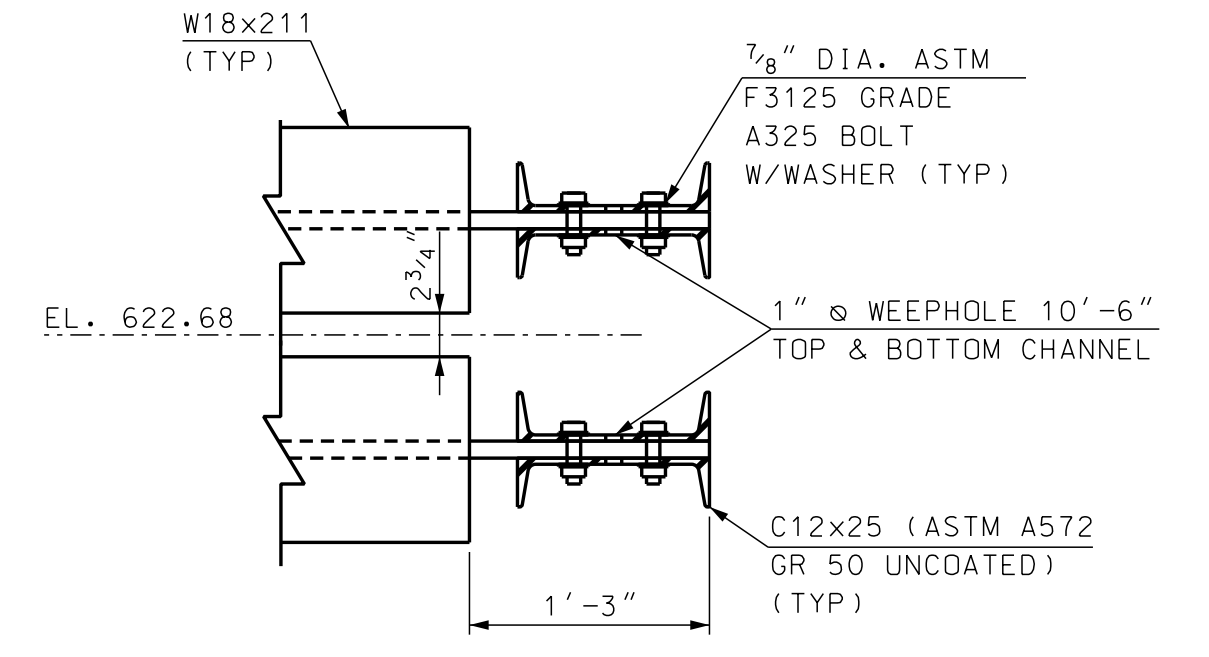 W18x211
(TYP)
7/8" DIA. ASTM
F3125 GRADE
A325 BOLT
W/WASHER (TYP)
2 3/4"
EL. 622.68
1" ⌀ WEEPHOLE 10'-6"
TOP & BOTTOM CHANNEL
C12x25 (ASTM A572
GR 50 UNCOATED)
(TYP)
1'-3"